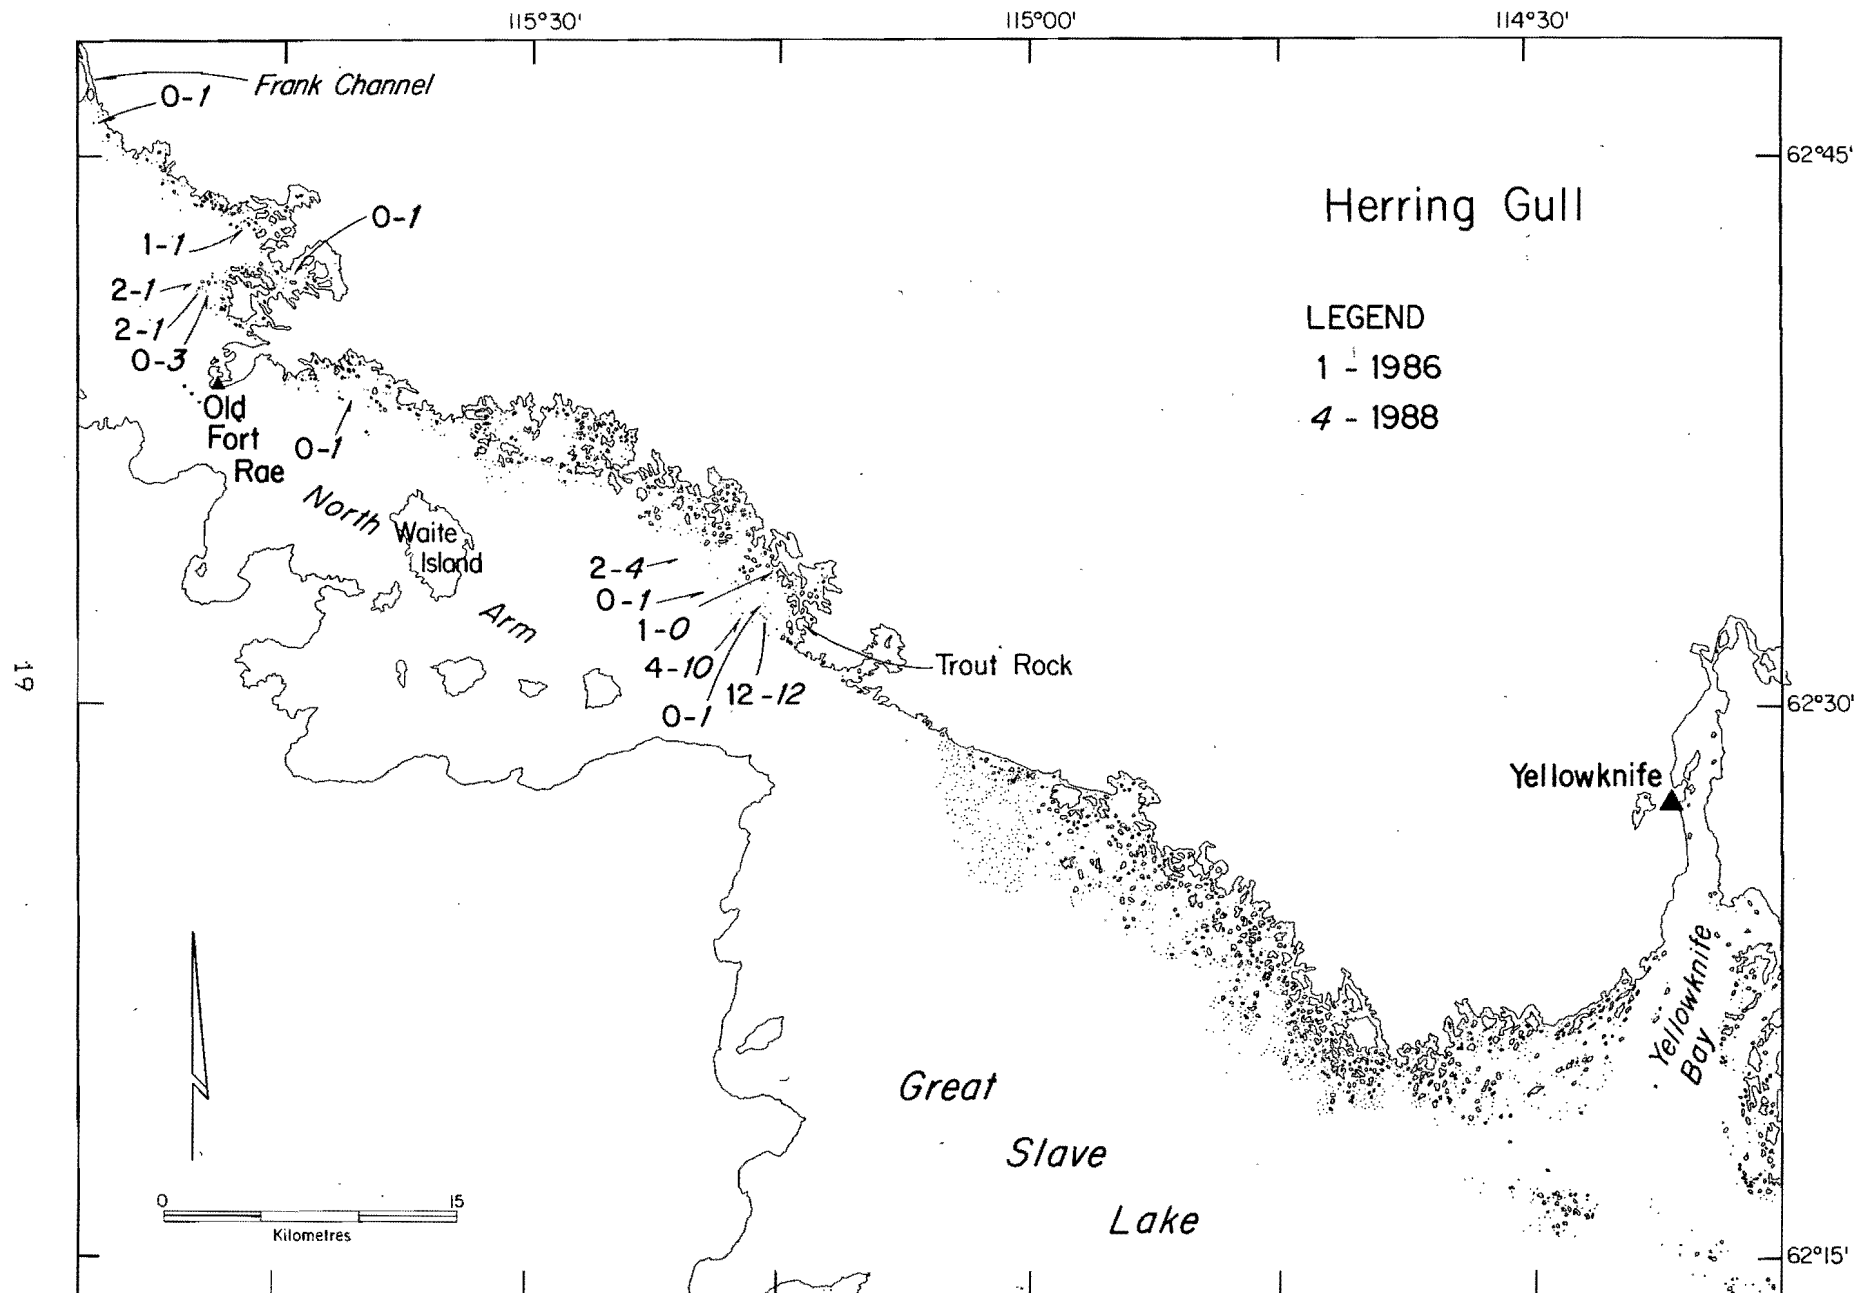 115°30' 115°00' 114°30'
Frank Channel
0-1
62°45'
Herring Gull
0-1
1-1
2-1
2-1
0-3
LEGEND
1 - 1986
4 - 1988
Old
Fort
Rae
0-1
North
Waite
Island
Arm
2-4
0-1
1-0
4-10
12-12
0-1
Trout Rock
19
62°30'
Yellowknife
Yellowknife
Bay
Great
Slave
Lake
0 15
Kilometres
62°15'